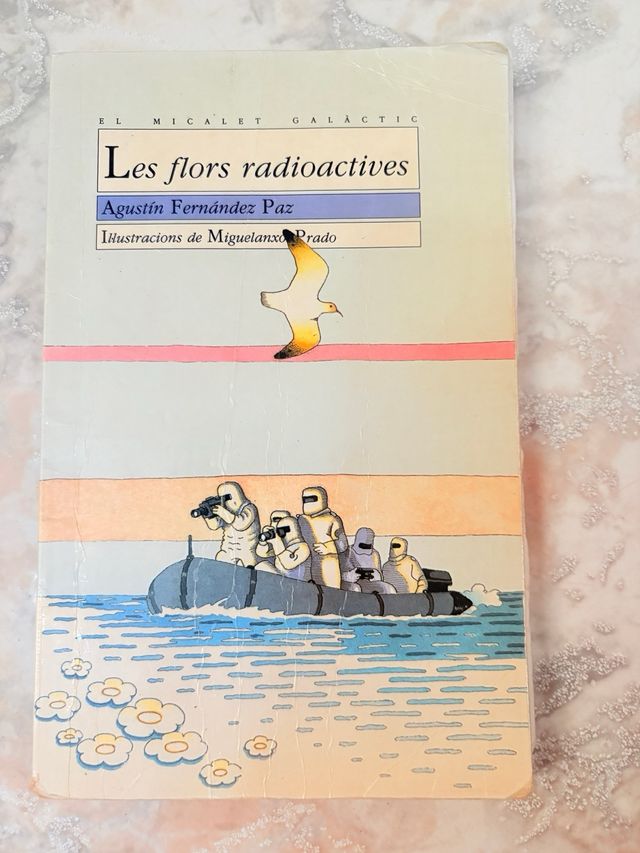 EL MICALET GALÀCTIC
Les flors radioactives
Agustín Fernández Paz
Il·lustracions de Miguelanxo Prado